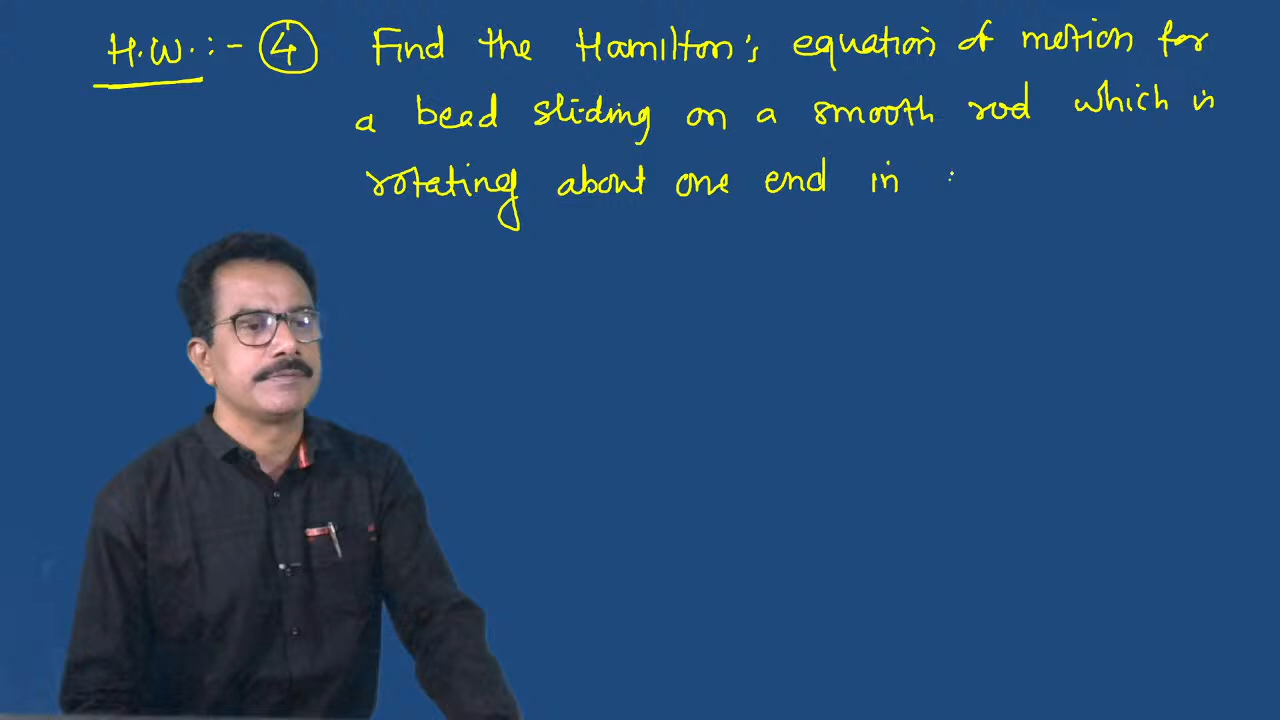 H.W. :- ④ Find the Hamilton's equation of motion for
a bead sliding on a smooth rod which is
rotating about one end in